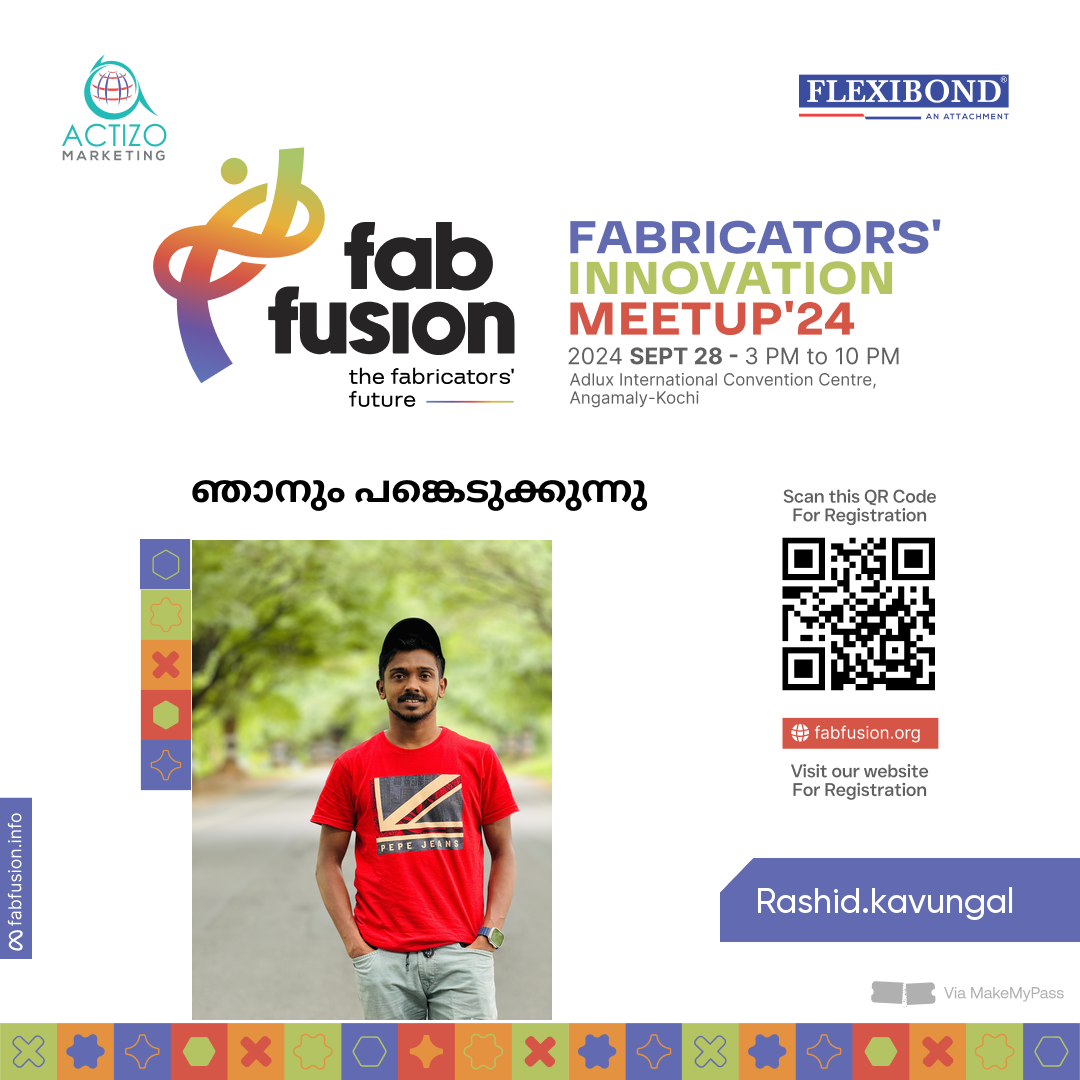 ACTIZO
MARKETING
FLEXIBOND®
AN ATTACHMENT
fab
fusion
the fabricators'
future
FABRICATORS'
INNOVATION
MEETUP'24
2024 SEPT 28 - 3 PM to 10 PM
Adlux International Convention Centre,
Angamaly-Kochi
ഞാനും പങ്കെടുക്കുന്നു
Scan this QR Code
For Registration
fabfusion.org
Visit our website
For Registration
PEPE JEANS
fabfusion.info
Rashid.kavungal
Via MakeMyPass